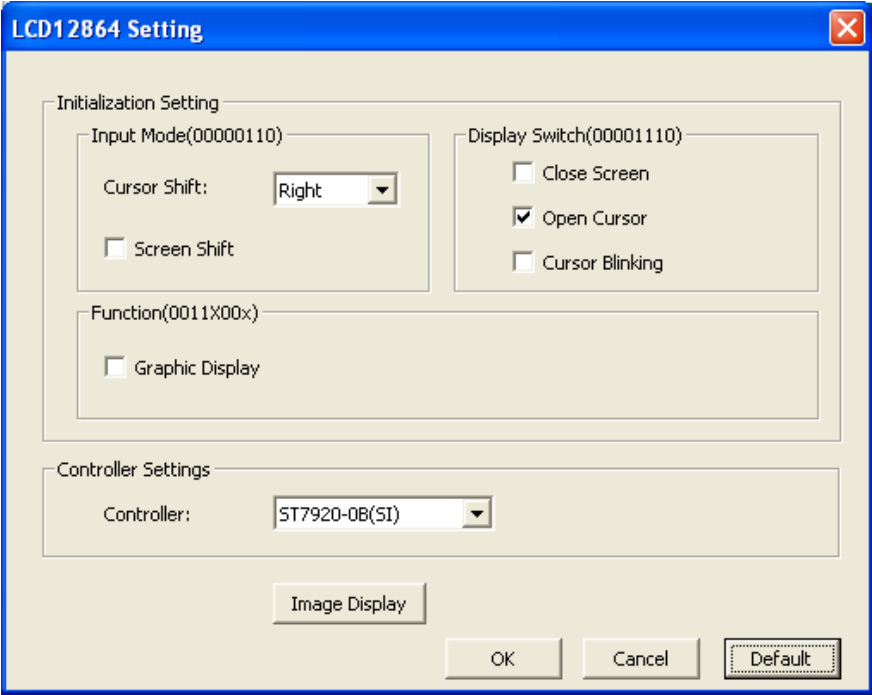 LCD12864 Setting
Initialization Setting
Input Mode(00000110)
Cursor Shift:
Right
Screen Shift
Display Switch(00001110)
Close Screen
Open Cursor
Cursor Blinking
Function(0011X00x)
Graphic Display
Controller Settings
Controller:
ST7920-0B(SI)
Image Display
OK
Cancel
Default